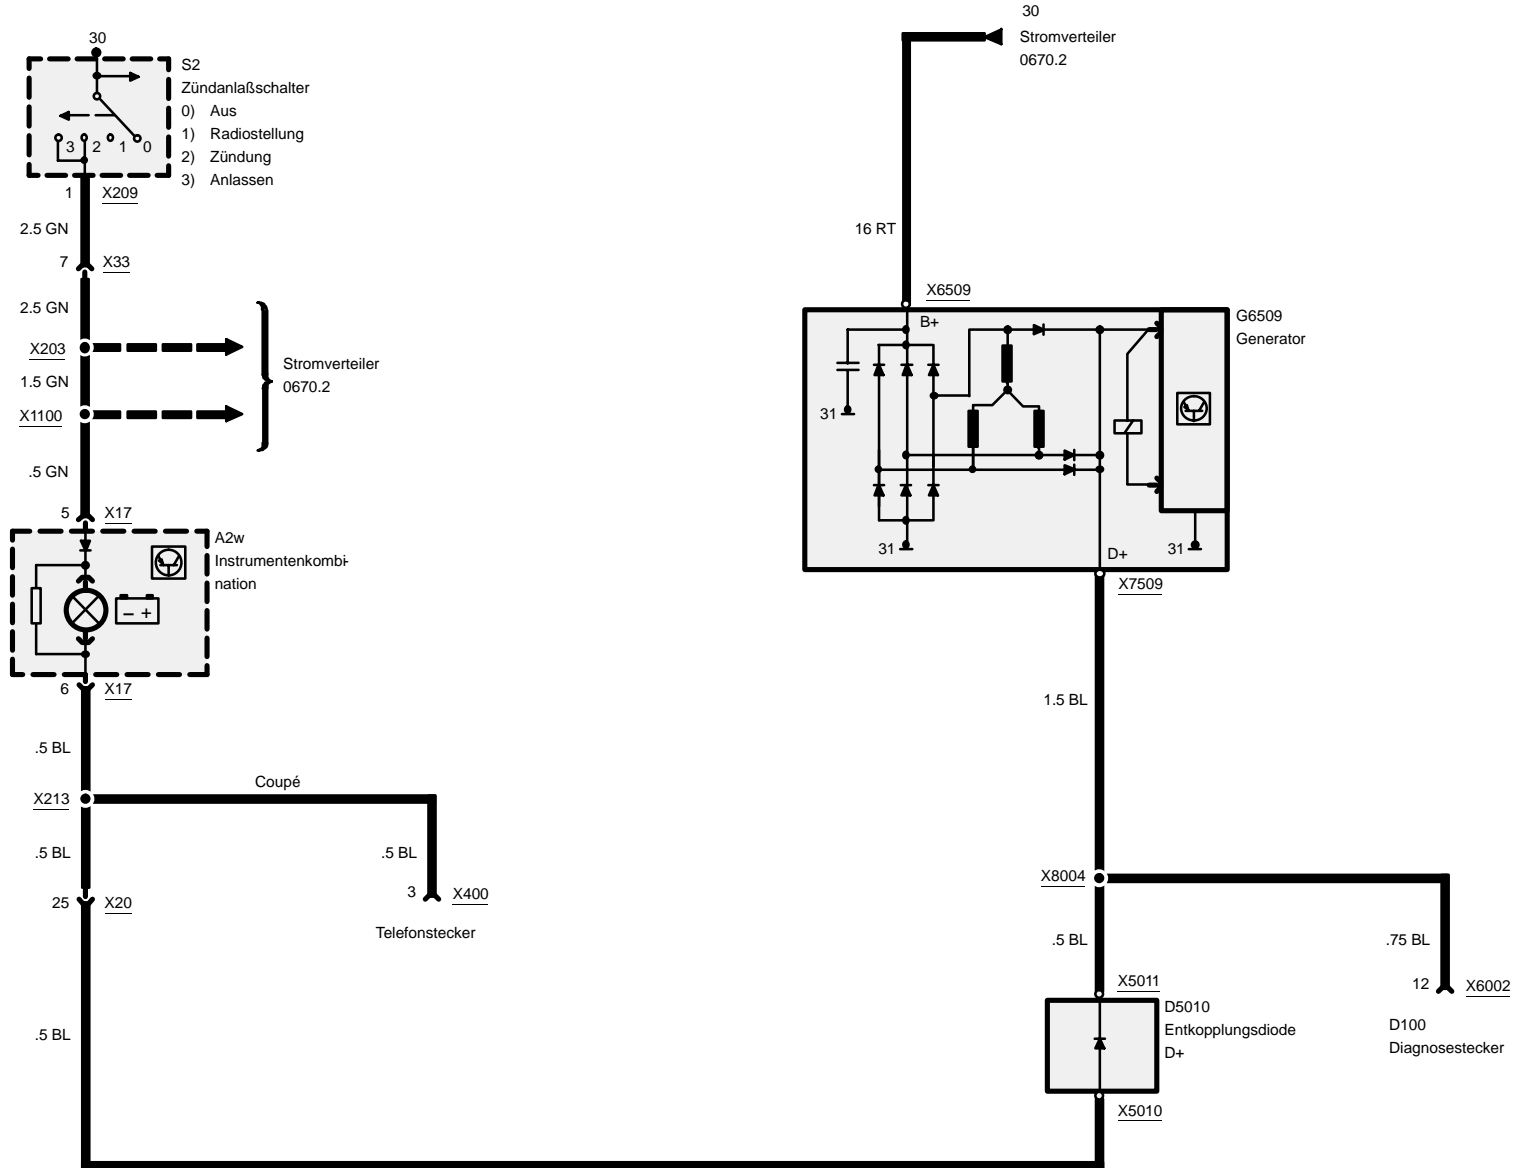 30
S2
Zündanlaßschalter
0) Aus
1) Radiostellung
2) Zündung
3) Anlassen
3 2 1 0
1 X209
2.5 GN
7 X33
2.5 GN
X203
1.5 GN
X1100
Stromverteiler
0670.2
.5 GN
5 X17
A2w
Instrumentenkombi-
nation
− +
6 X17
.5 BL
X213
Coupé
.5 BL
.5 BL
3 X400
Telefonstecker
25 X20
.5 BL
30
Stromverteiler
0670.2
16 RT
X6509
B+
G6509
Generator
31
31
31
D+
X7509
1.5 BL
X8004
.5 BL
.75 BL
12 X6002
D100
Diagnosestecker
X5011
D5010
Entkopplungsdiode
D+
X5010